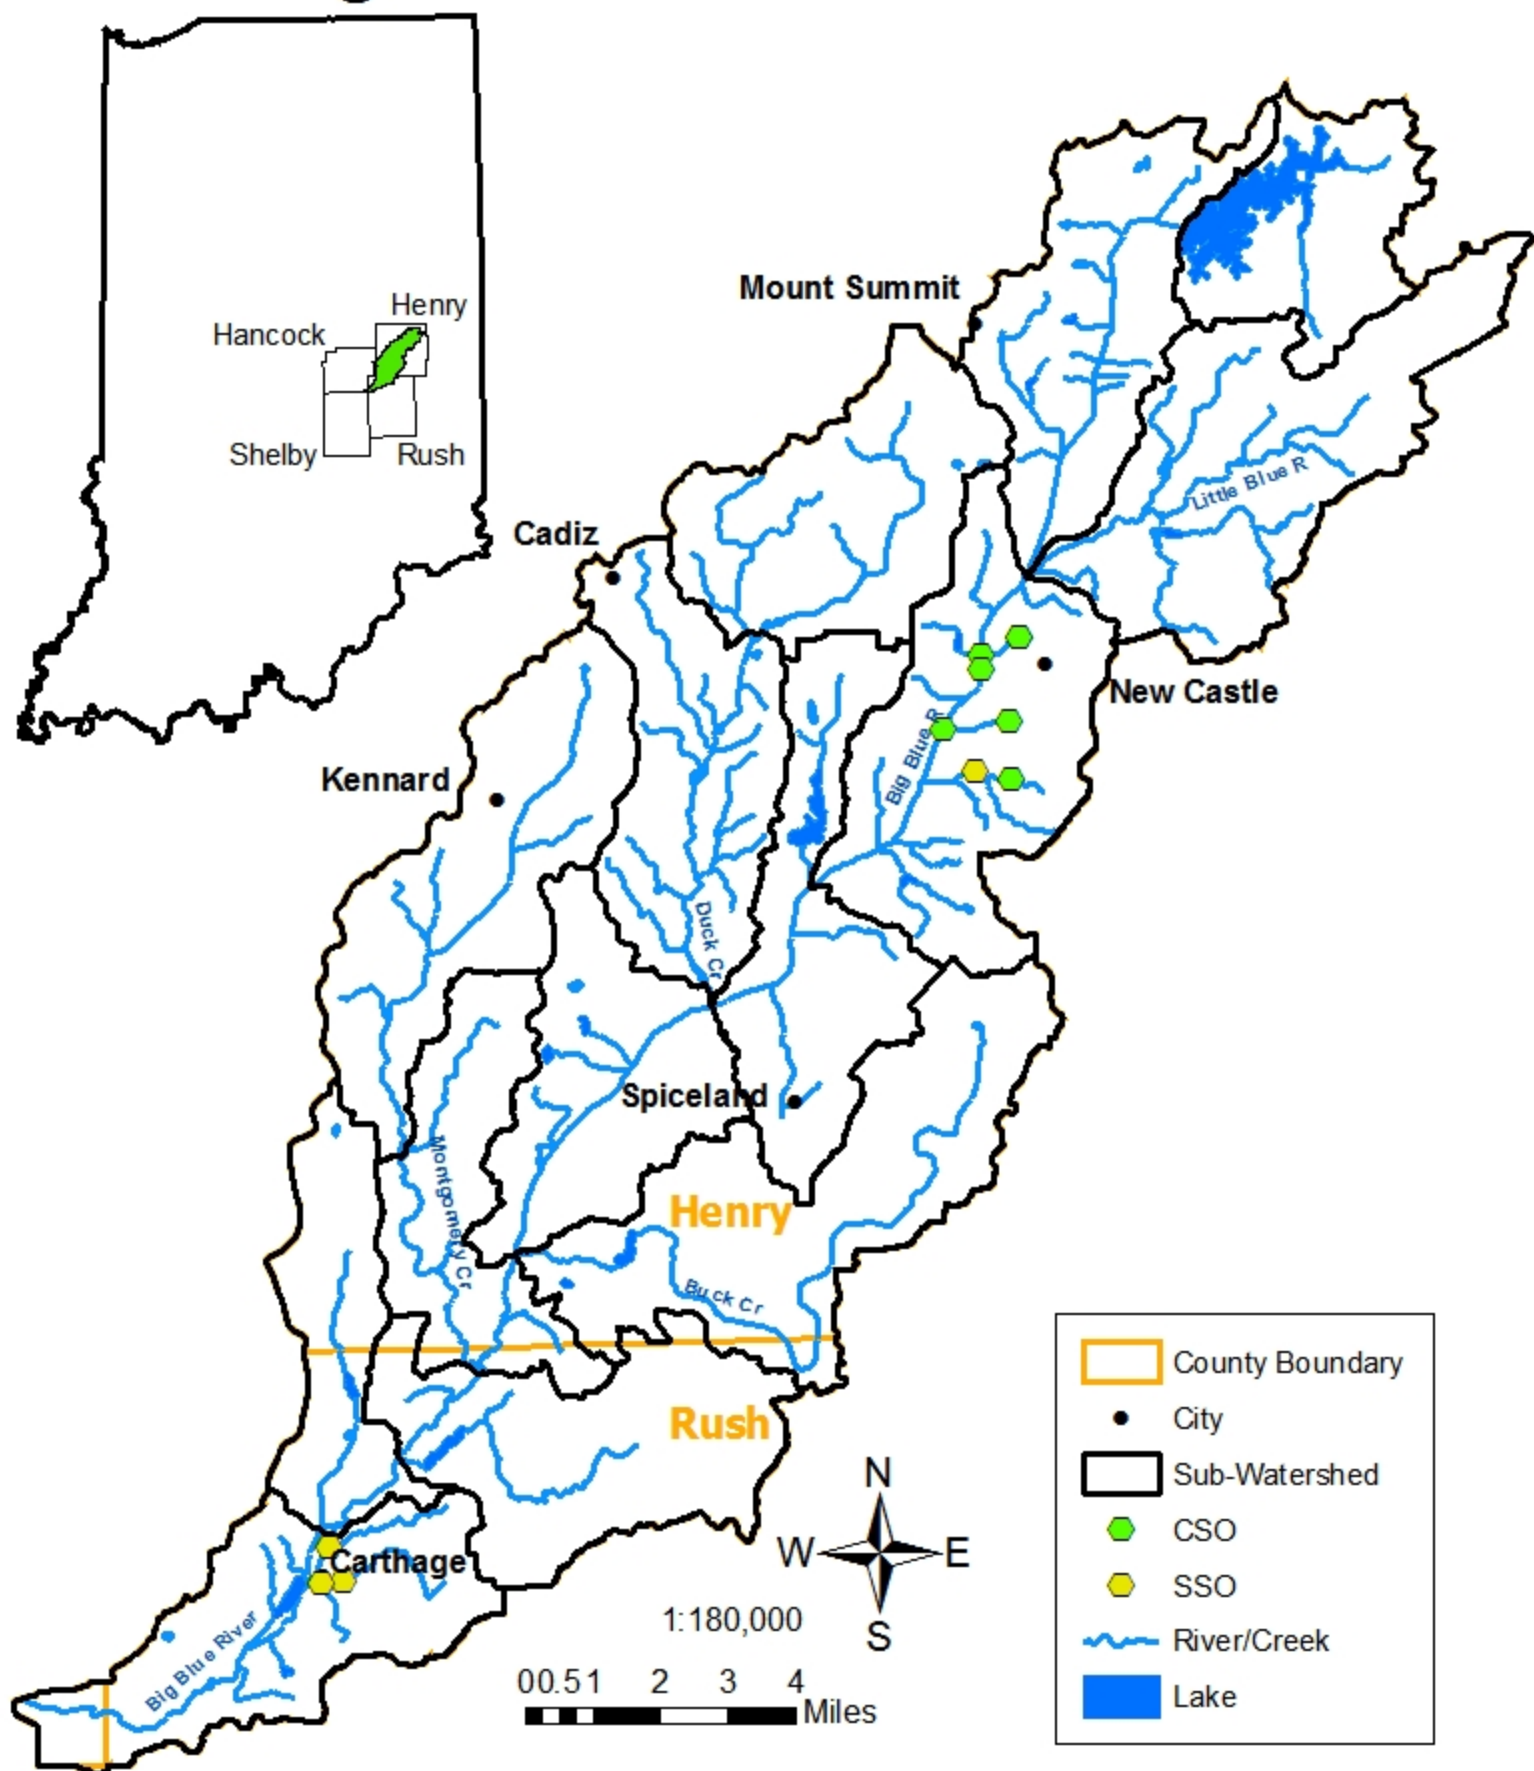 Henry
Hancock
Shelby
Rush
Mount Summit
Little Blue R
Cadiz
New Castle
Big Blue R
Kennard
Duck Cr
Spiceland
Montgomery Cr
Henry
Buck Cr
Rush
Carthage
Big Blue River
N
W
E
S
1:180,000
0 0.5 1 2 3 4
Miles
County Boundary
City
Sub-Watershed
CSO
SSO
River/Creek
Lake